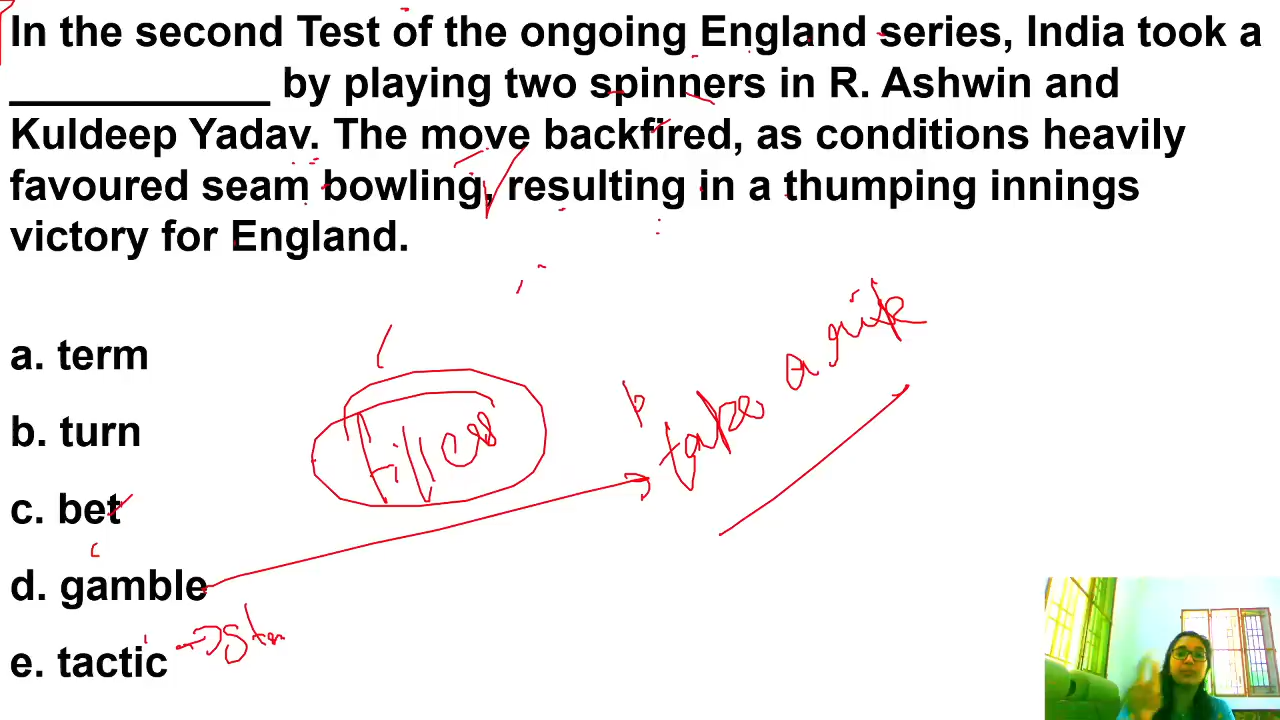 In the second Test of the ongoing England series, India took a
___________ by playing two spinners in R. Ashwin and
Kuldeep Yadav. The move backfired, as conditions heavily
favoured seam bowling, resulting in a thumping innings
victory for England.
a. term
b. turn
c. bet
d. gamble
e. tactic
take a risk